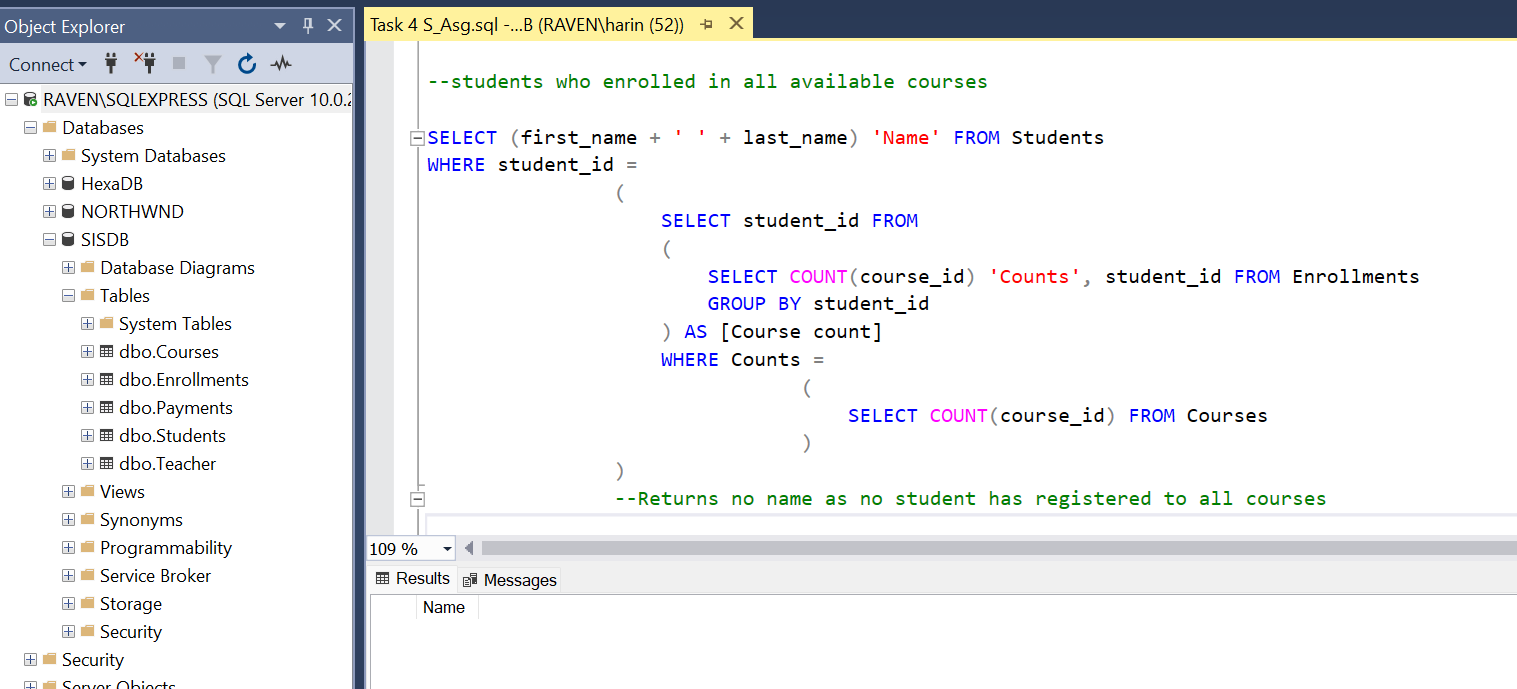 Object Explorer
Connect
RAVEN\SQLEXPRESS (SQL Server 10.0.2
Databases
System Databases
HexaDB
NORTHWND
SISDB
Database Diagrams
Tables
System Tables
dbo.Courses
dbo.Enrollments
dbo.Payments
dbo.Students
dbo.Teacher
Views
Synonyms
Programmability
Service Broker
Storage
Security
Security
Server Objects
Task 4 S_Asg.sql -...B (RAVEN\harin (52))
--students who enrolled in all available courses
SELECT (first_name + ' ' + last_name) 'Name' FROM Students
WHERE student_id =
(
SELECT student_id FROM
(
SELECT COUNT(course_id) 'Counts', student_id FROM Enrollments
GROUP BY student_id
) AS [Course count]
WHERE Counts =
(
SELECT COUNT(course_id) FROM Courses
)
)
--Returns no name as no student has registered to all courses
109 %
Results Messages
Name